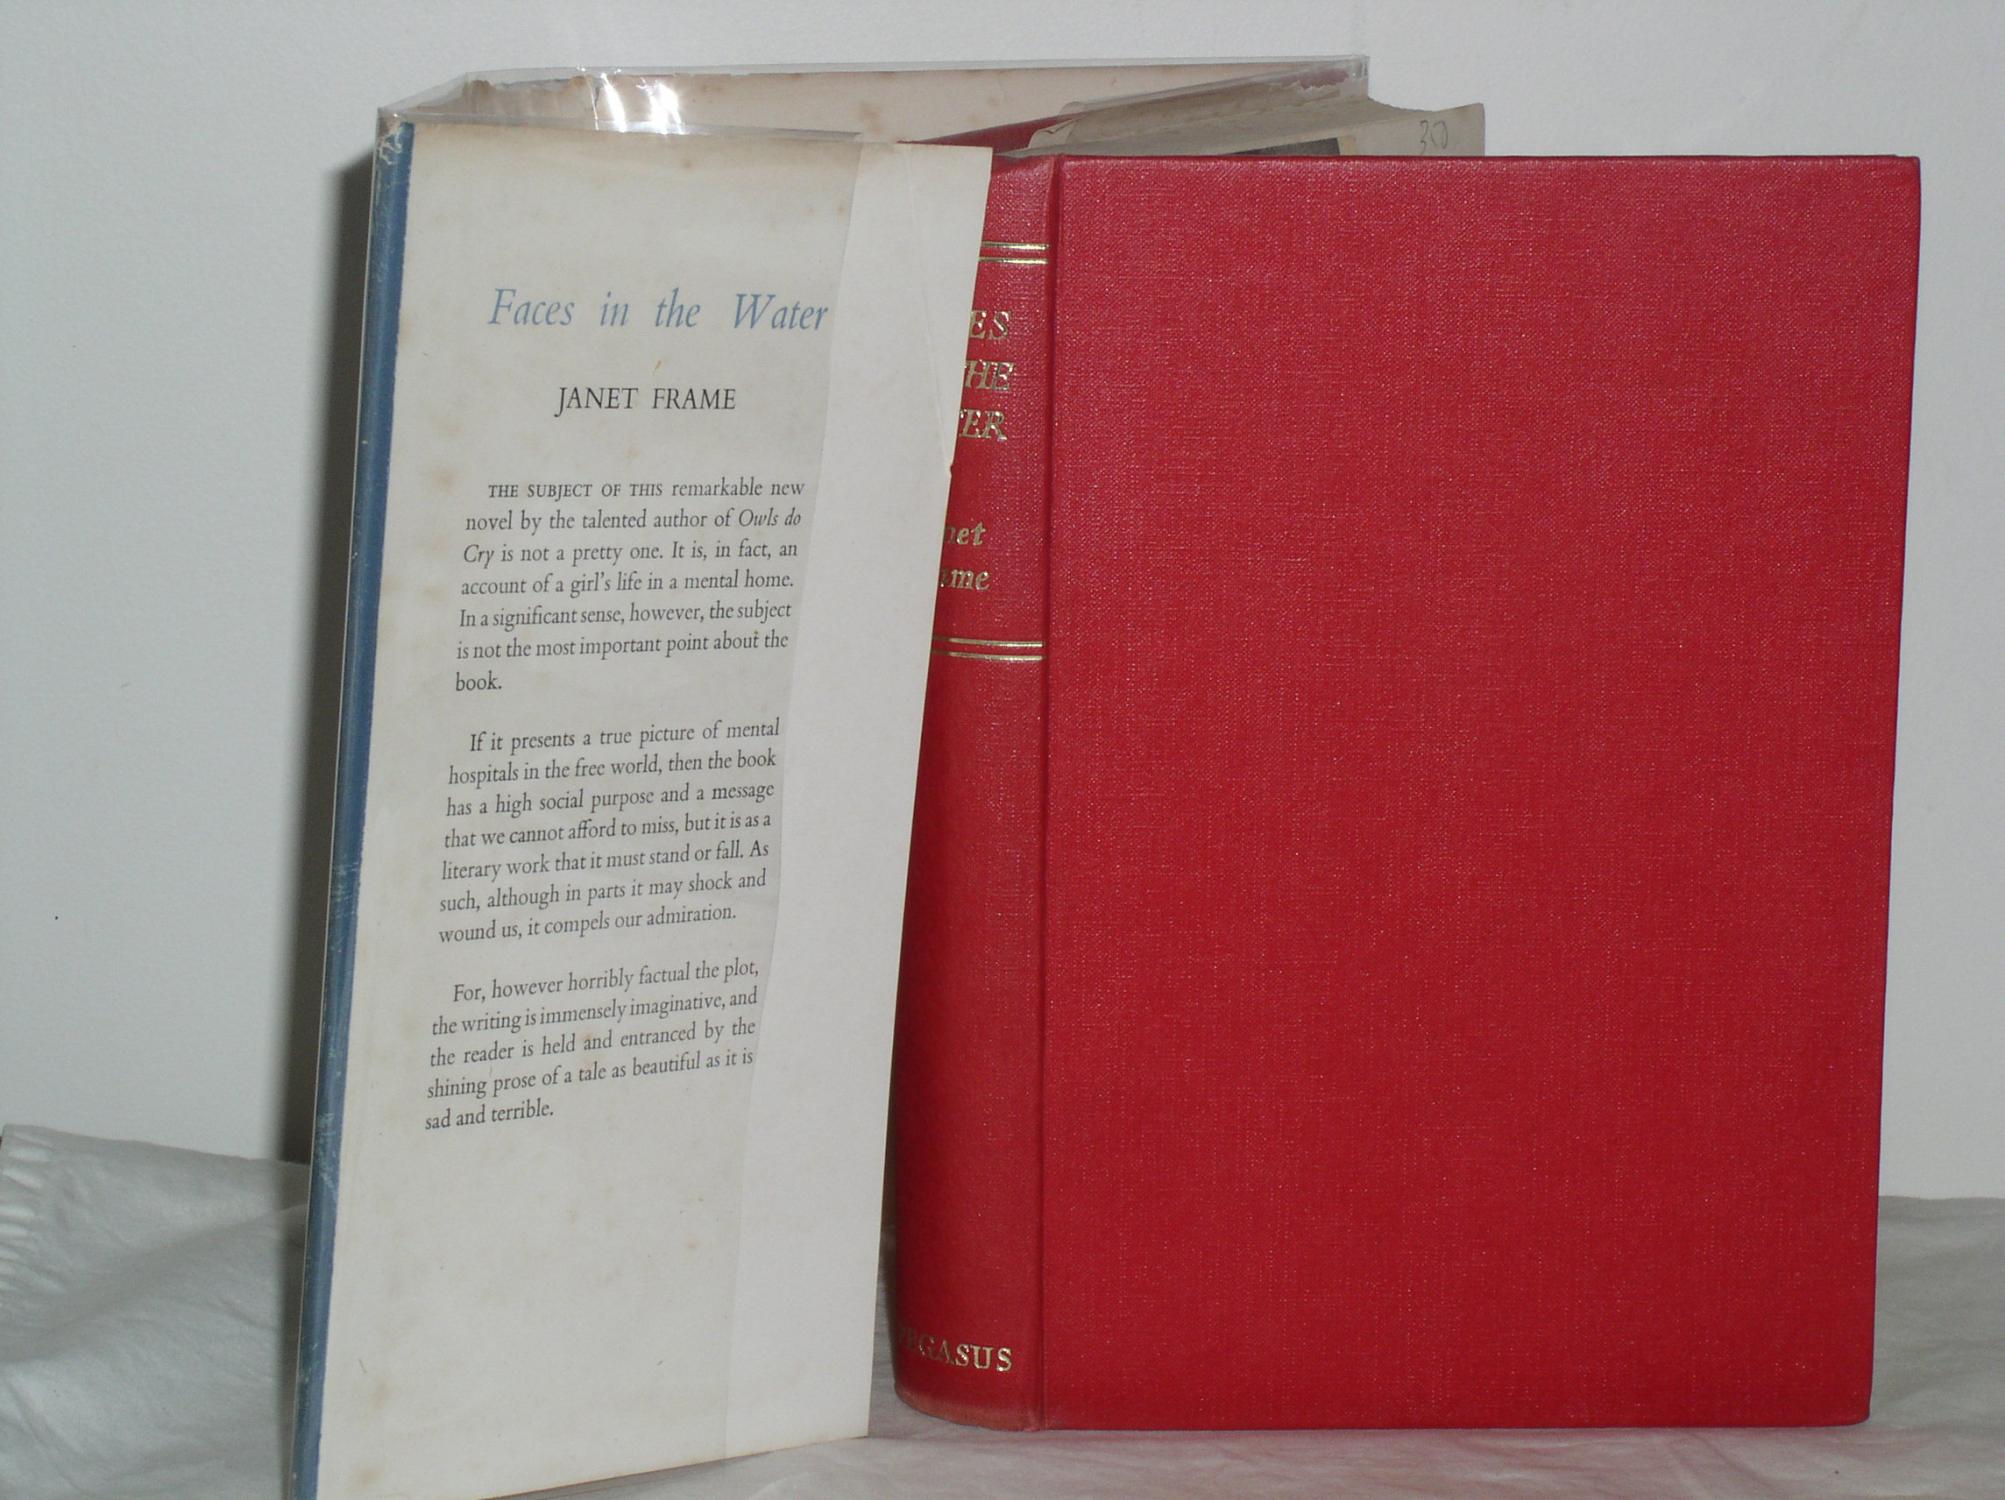 Faces in the Water
JANET FRAME
THE SUBJECT OF THIS remarkable new
novel by the talented author of Owls do
Cry is not a pretty one. It is, in fact, an
account of a girl's life in a mental home.
In a significant sense, however, the subject
is not the most important point about the
book.
If it presents a true picture of mental
hospitals in the free world, then the book
has a high social purpose and a message
that we cannot afford to miss, but it is as a
literary work that it must stand or fall. As
such, although in parts it may shock and
wound us, it compels our admiration.
For, however horribly factual the plot,
the writing is immensely imaginative, and
the reader is held and entranced by the
shining prose of a tale as beautiful as it is
sad and terrible.
ES
HE
TER
net
ame
PEGASUS
30